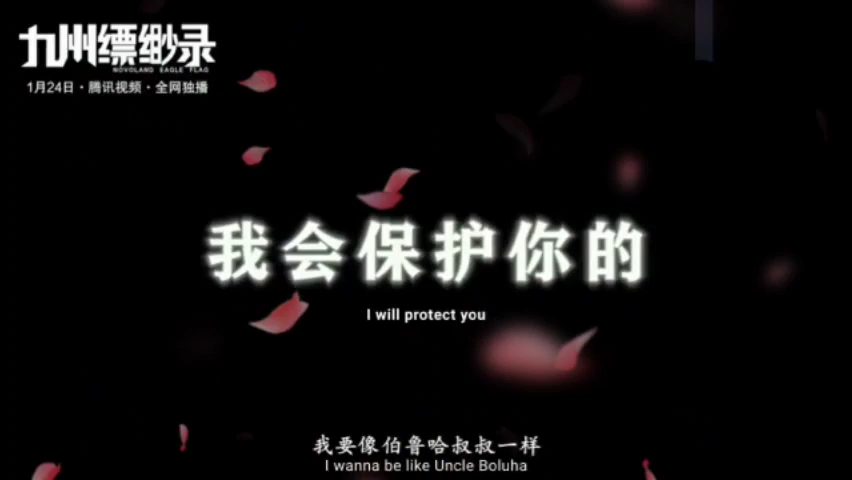 九州缥缈录
NOVOLAND EAGLE FLAG
1月24日·腾讯视频·全网独播
我会保护你的
I will protect you
我要像伯鲁哈叔叔一样
I wanna be like Uncle Boluha